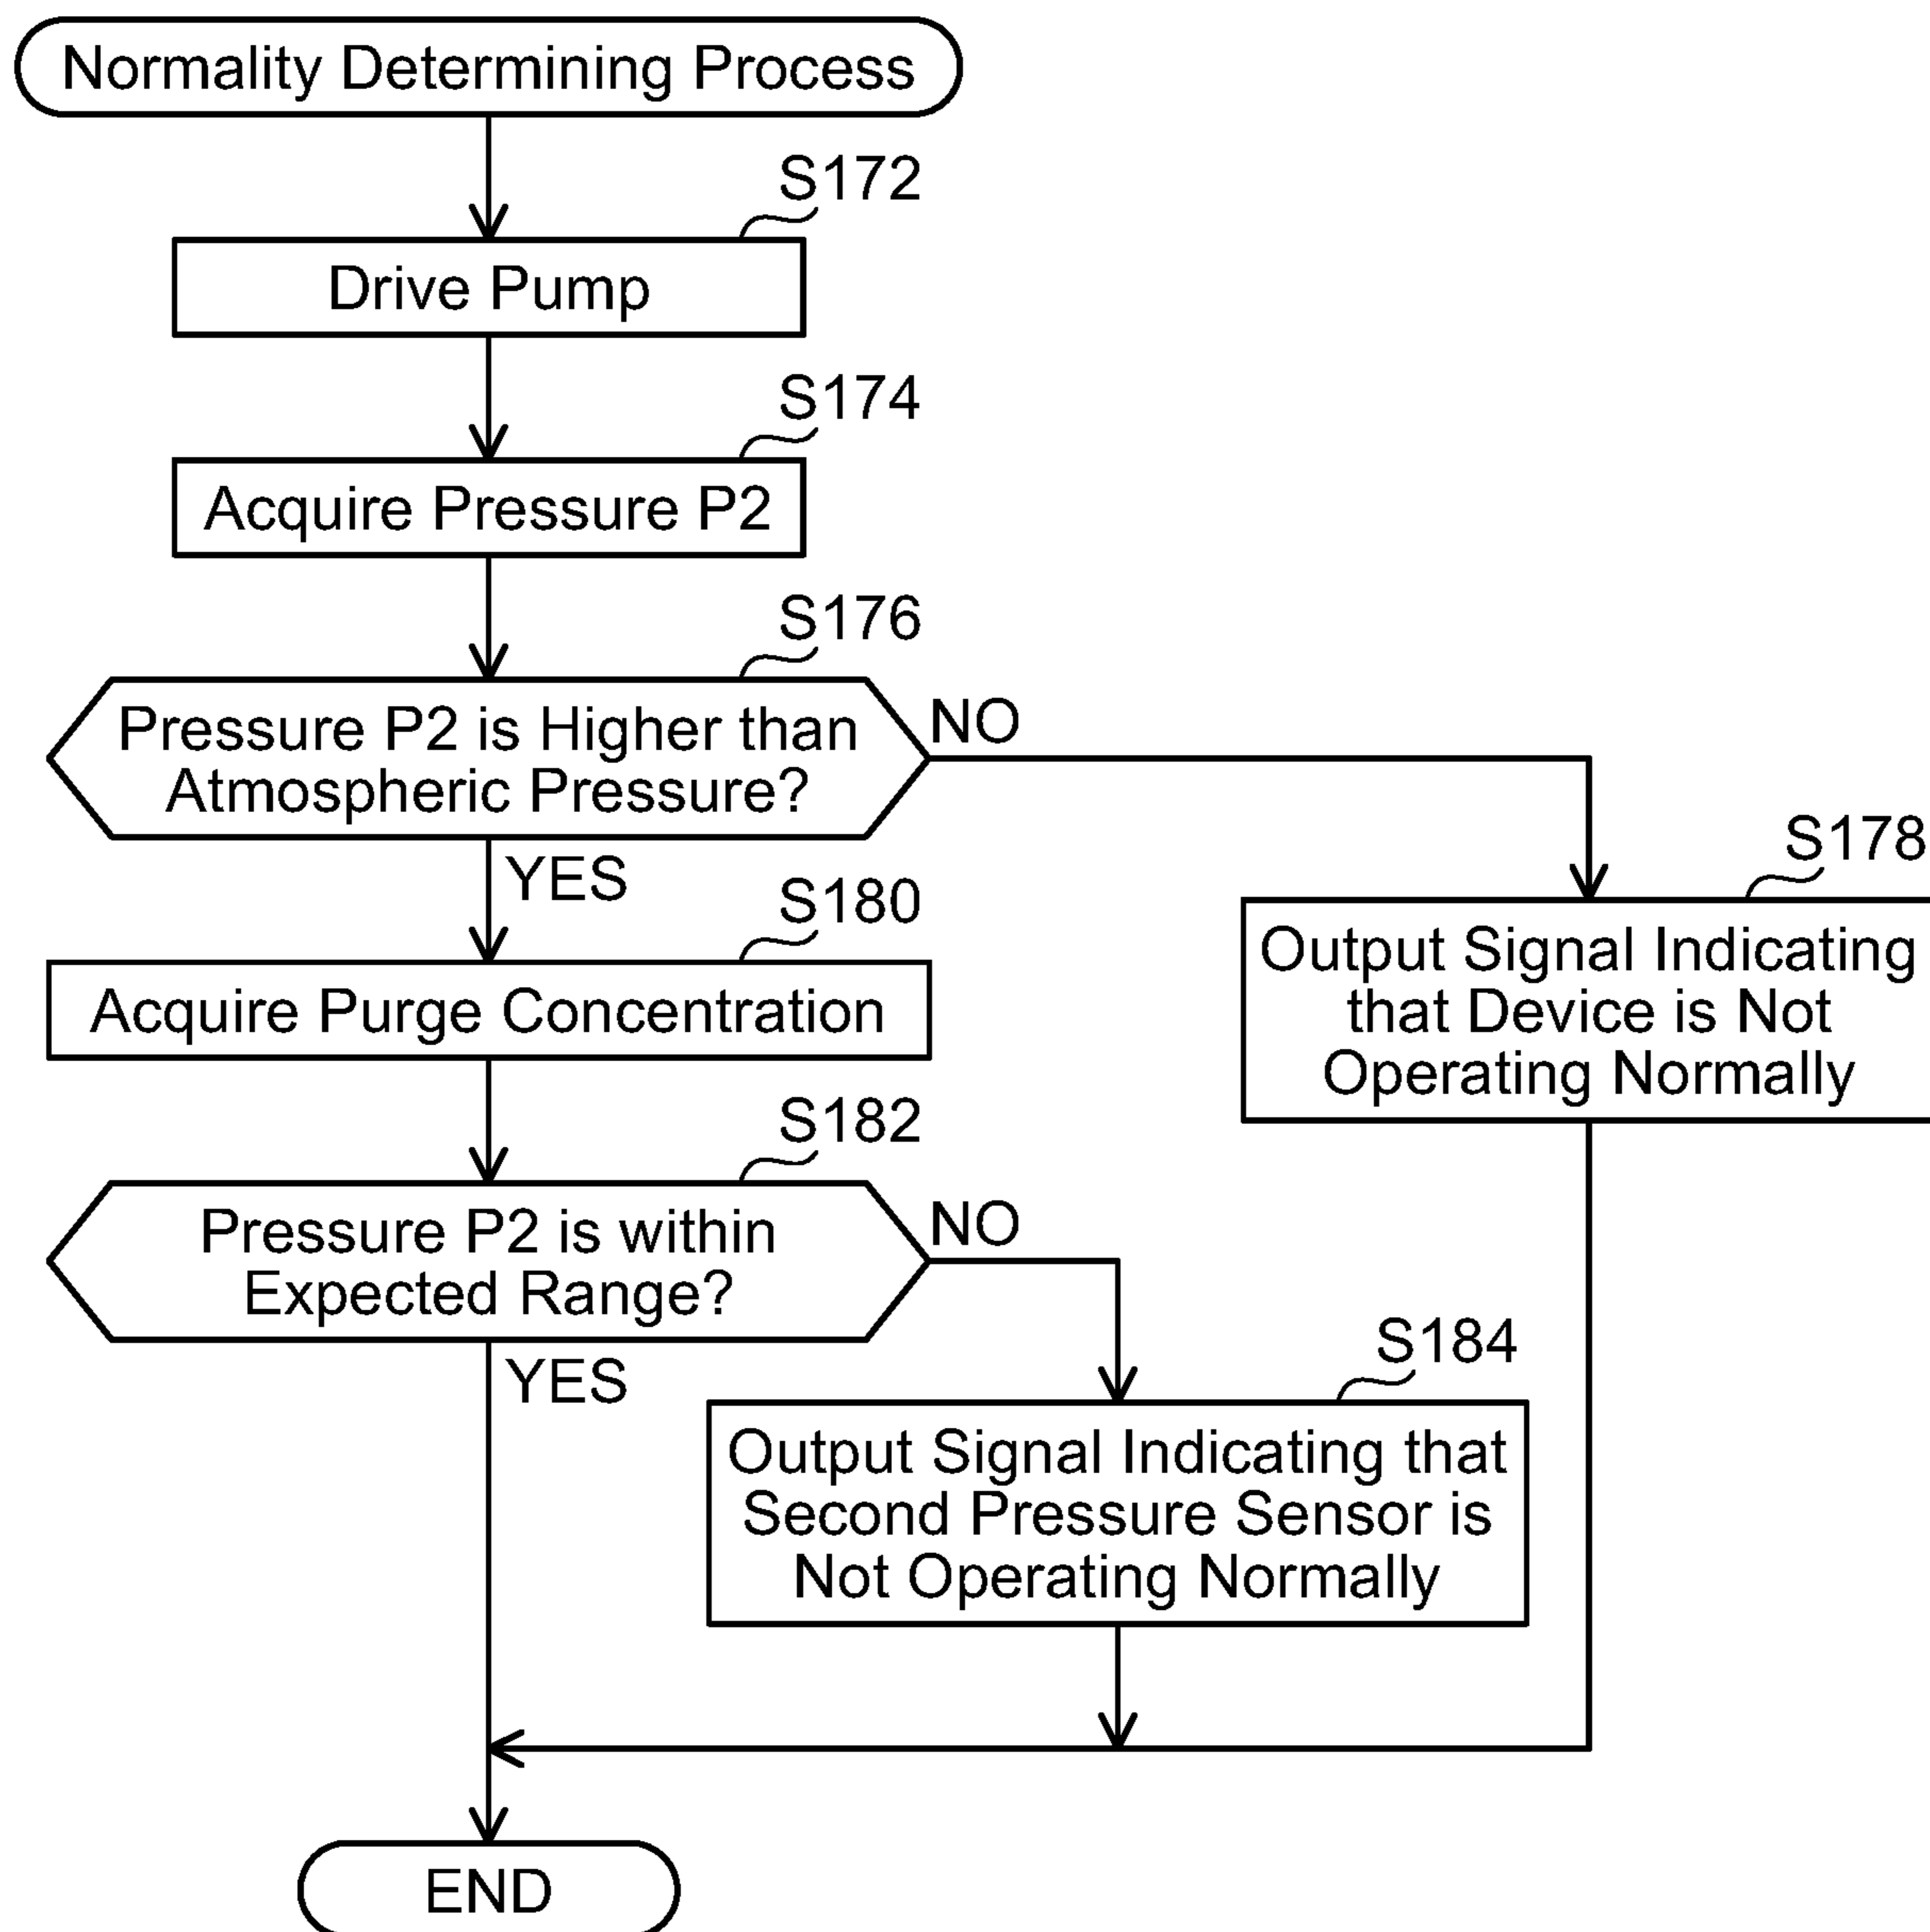 Normality Determining Process
S172
Drive Pump
S174
Acquire Pressure P2
S176
Pressure P2 is Higher than
Atmospheric Pressure?
NO
YES
S178
Output Signal Indicating
that Device is Not
Operating Normally
S180
Acquire Purge Concentration
S182
Pressure P2 is within
Expected Range?
NO
YES
S184
Output Signal Indicating that
Second Pressure Sensor is
Not Operating Normally
END